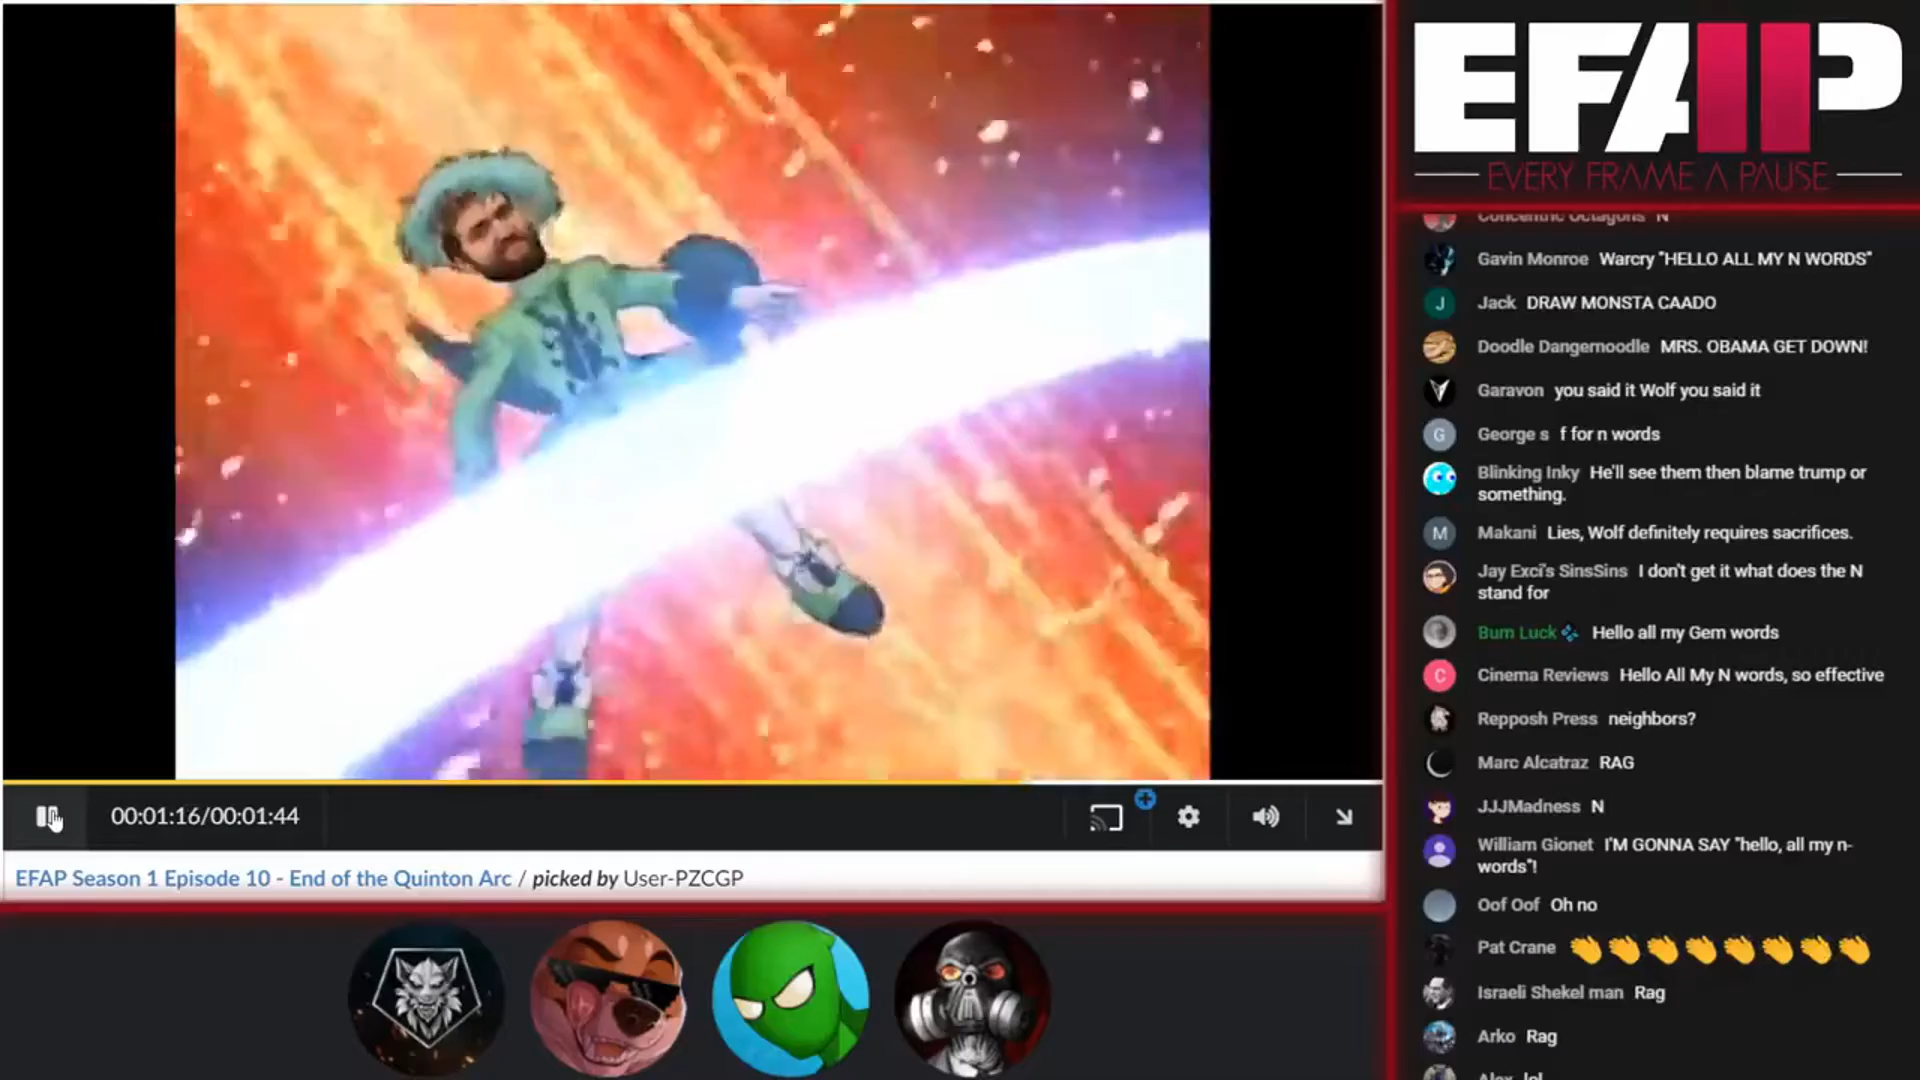 EFAP
EVERY FRAME A PAUSE
Concentric Octagons N
Gavin Monroe Warcry "HELLO ALL MY N WORDS"
J Jack DRAW MONSTA CAADO
Doodle Dangernoodle MRS. OBAMA GET DOWN!
Garavon you said it Wolf you said it
G George s f for n words
Blinking Inky He'll see them then blame trump or
something.
M Makani Lies, Wolf definitely requires sacrifices.
Jay Exci's SinsSins I don't get it what does the N
stand for
Bum Luck Hello all my Gem words
C Cinema Reviews Hello All My N words, so effective
Repposh Press neighbors?
Marc Alcatraz RAG
JJJMadness N
William Gionet I'M GONNA SAY "hello, all my n-
words"!
Oof Oof Oh no
Pat Crane 👏👏👏👏👏👏👏👏
Israeli Shekel man Rag
Arko Rag
Alex lol
00:01:16/00:01:44
EFAP Season 1 Episode 10 - End of the Quinton Arc / picked by User-PZCGP